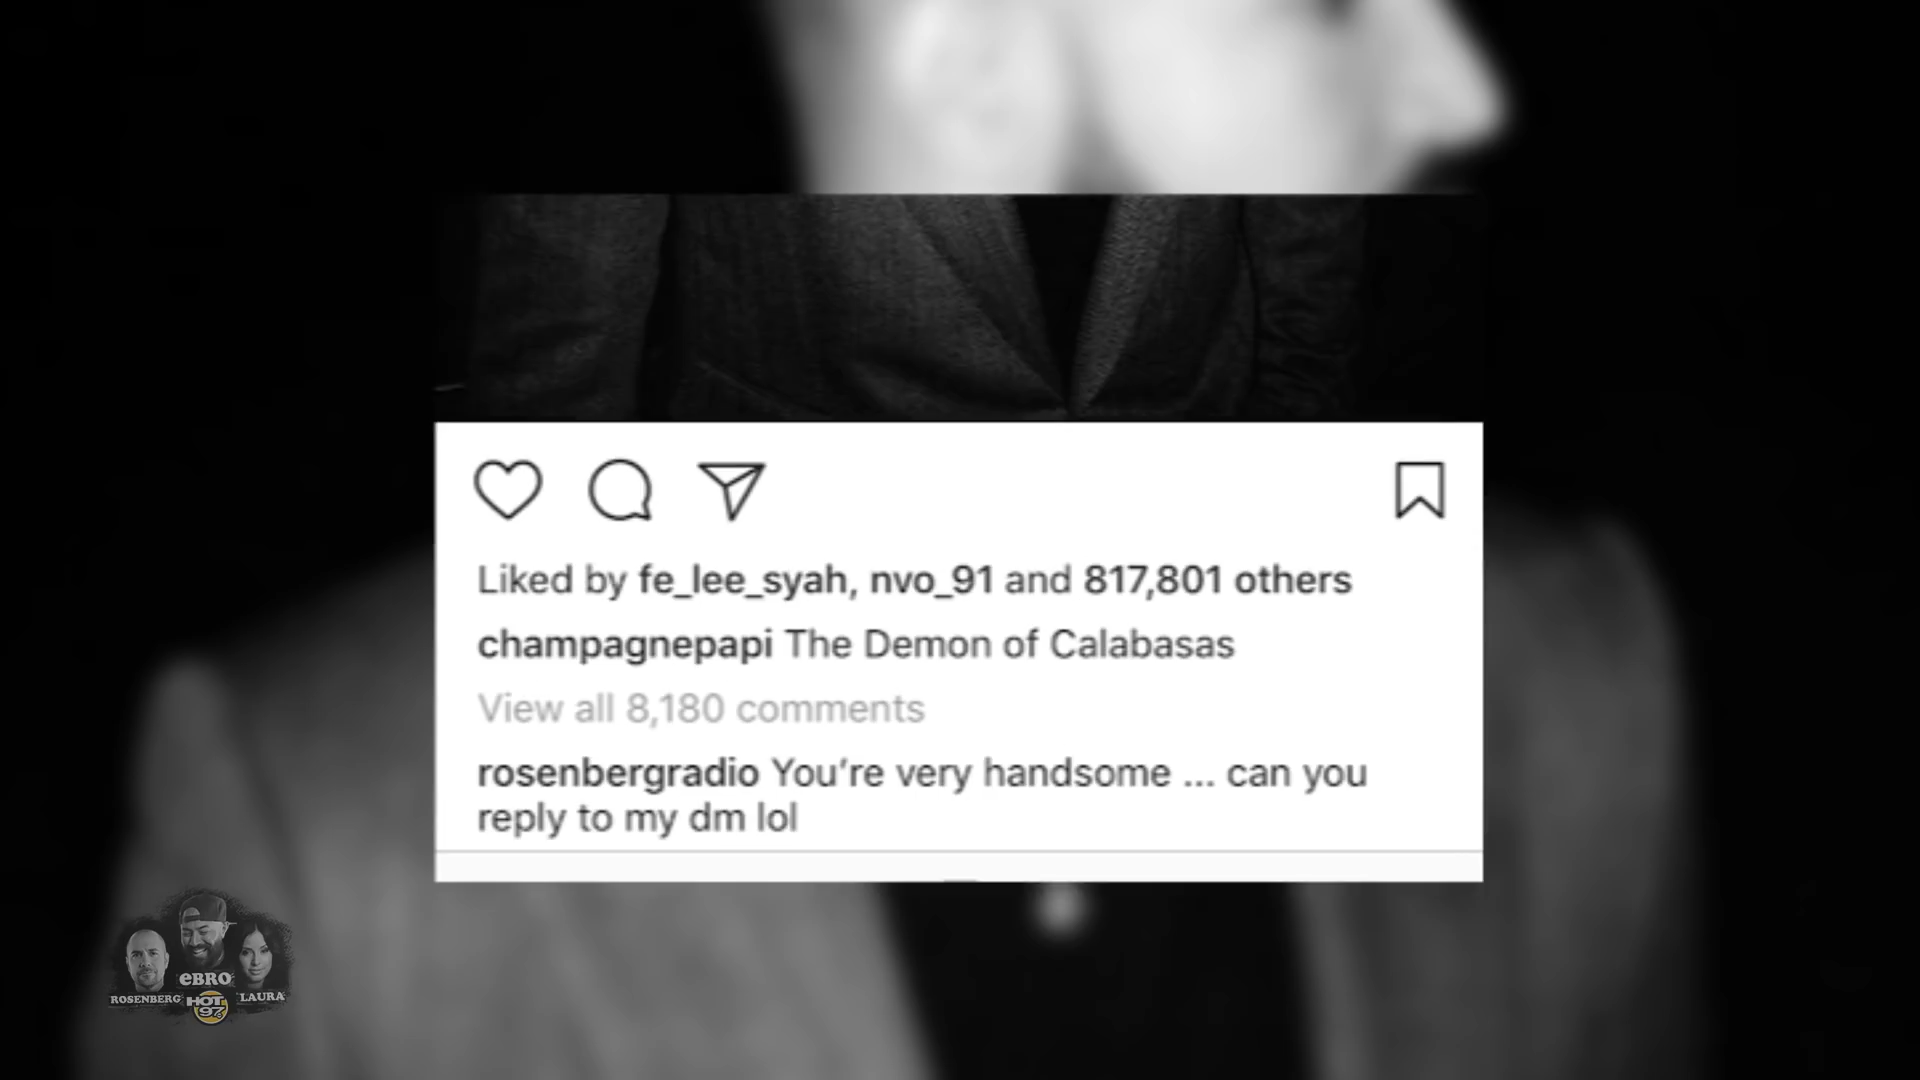 Liked by fe_lee_syah, nvo_91 and 817,801 others
champagnepapi The Demon of Calabasas
View all 8,180 comments
rosenbergradio You’re very handsome ... can you
reply to my dm lol
eBRO
ROSENBERG
LAURA
HOT
97